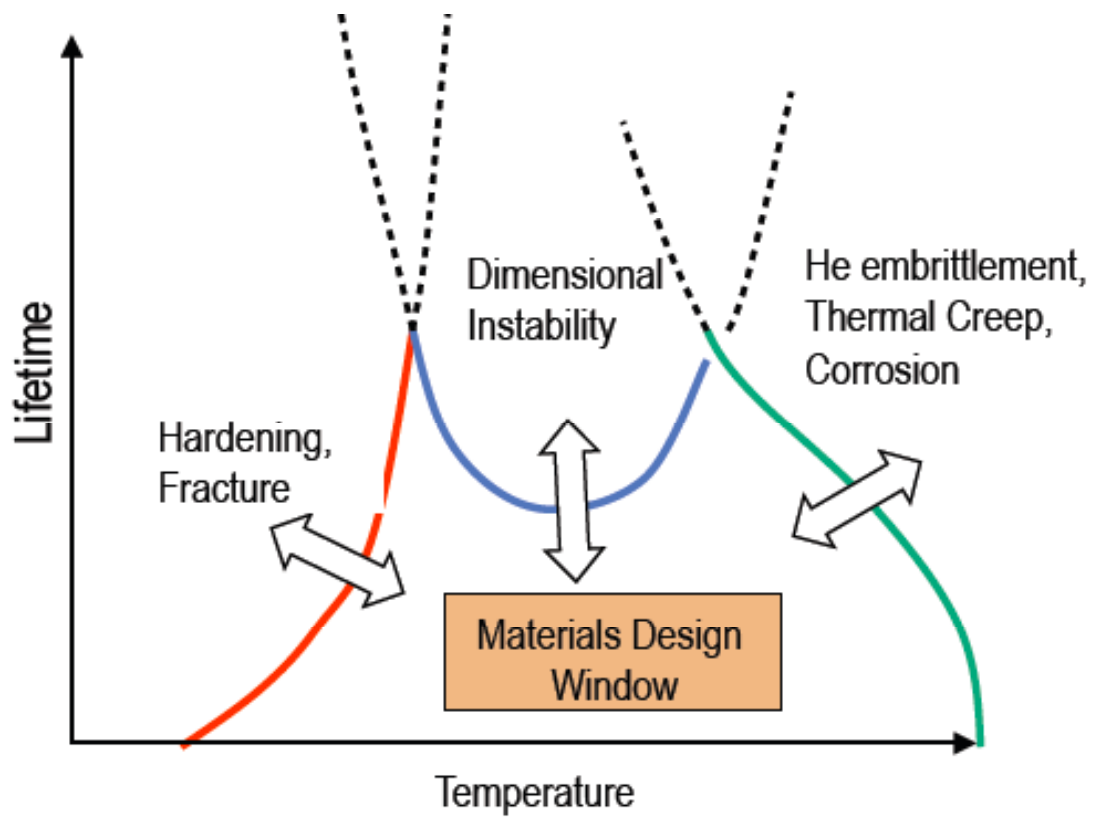 Lifetime
Dimensional
Instability
He embrittlement,
Thermal Creep,
Corrosion
Hardening,
Fracture
Materials Design
Window
Temperature